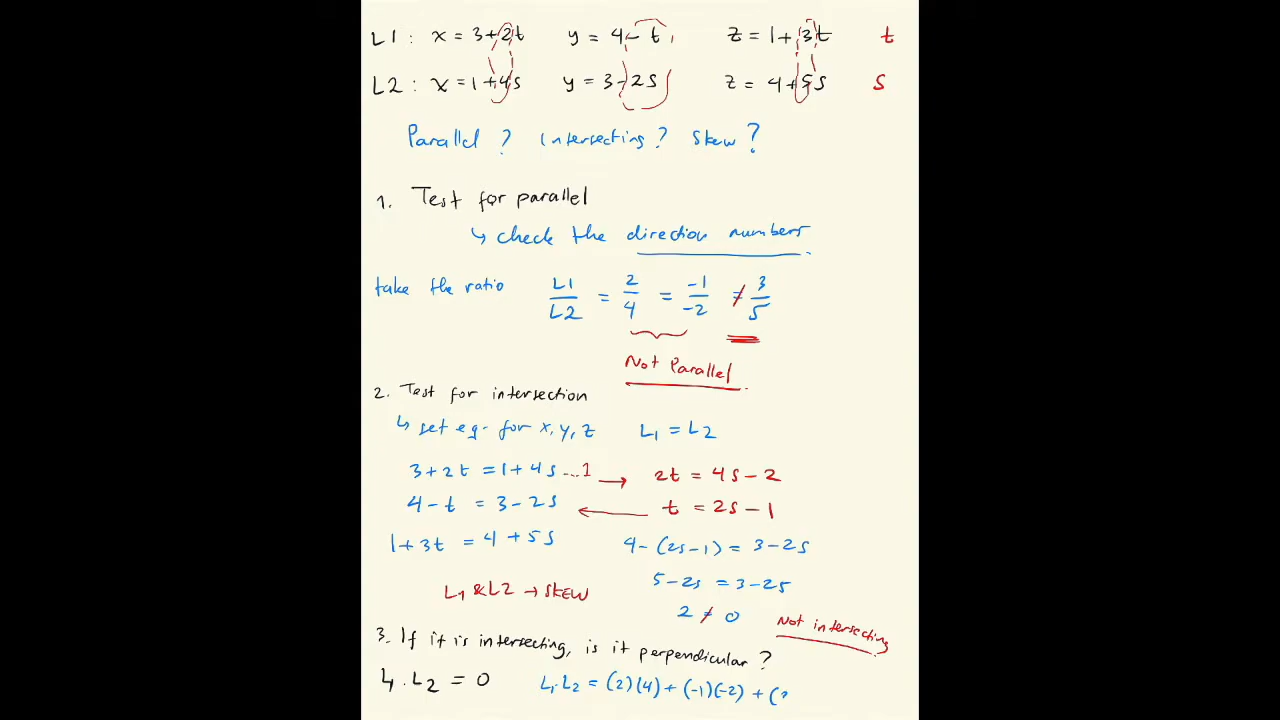 L1: x = 3+2t y = 4-t z = 1+3t t
L2: x = 1+4s y = 3-2s z = 4+5s s
Parallel? Intersecting? Skew?
1. Test for parallel
↳ check the direction numbers
take the ratio L1/L2 = 2/4 = -1/-2 ≠ 3/5
Not Parallel
2. Test for intersection
↳ set eq. for x, y, z L1 = L2
3+2t = 1+4s ...1 → 2t = 4s-2
4-t = 3-2s ← t = 2s-1
1+3t = 4+5s 4-(2s-1) = 3-2s
L1 & L2 → SKEW 5-2s = 3-2s
2 ≠ 0 Not intersecting
3. If it is intersecting, is it perpendicular?
L1.L2 = 0 L1.L2 = (2)(4)+(-1)(-2)+(